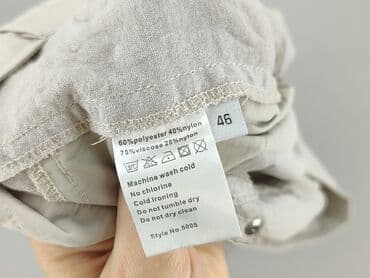 46
60%polyester 40%nylon
75%viscose 25%nylon
Machine wash cold
No chlorine
Cold ironing
Do not tumble dry
Do not dry clean
Style No.5005